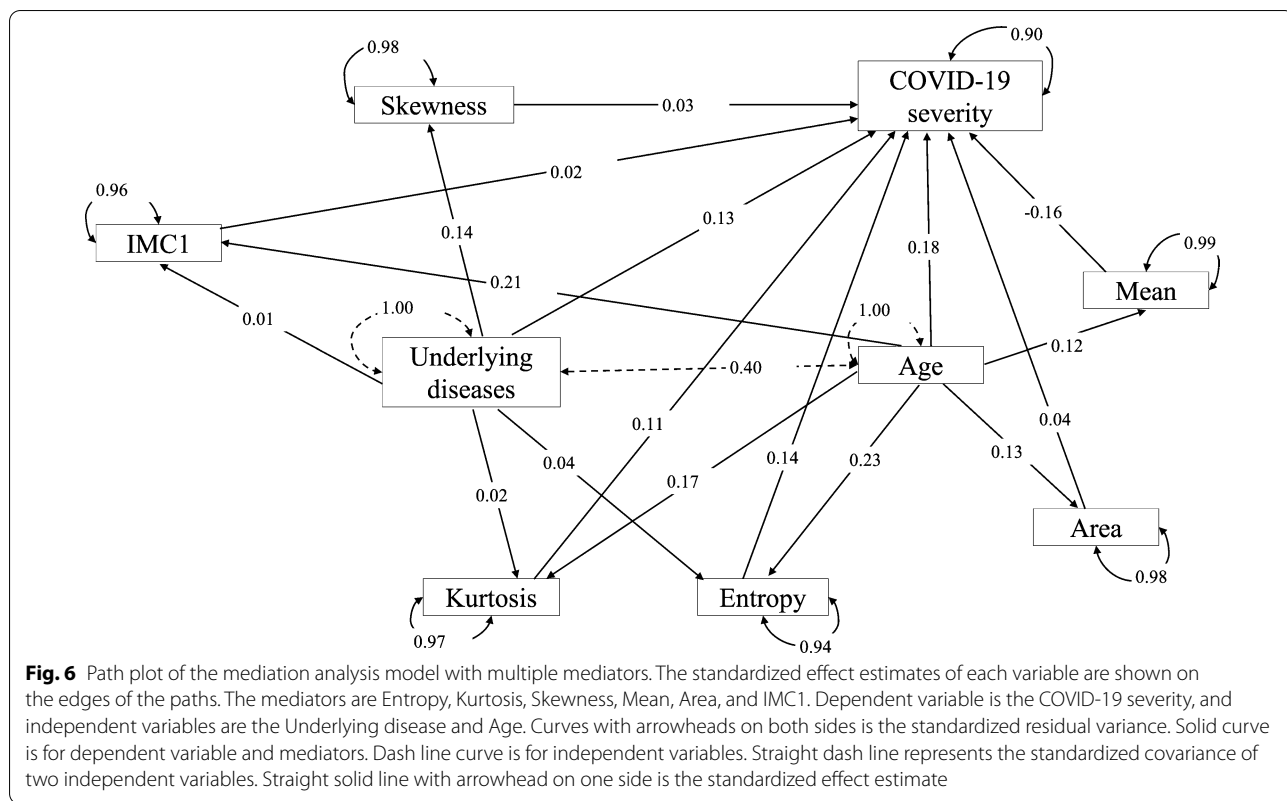 0.98
0.90
COVID-19
severity
Skewness
0.03
0.02
0.96
0.14
0.13
-0.16
IMC1
0.18
0.99
0.21
Mean
1.00
1.00
0.01
0.12
Underlying
diseases
0.40
Age
0.11
0.04
0.04
0.14
0.23
0.13
0.17
0.02
Area
Kurtosis
Entropy
0.98
0.97
0.94
Fig. 6 Path plot of the mediation analysis model with multiple mediators. The standardized effect estimates of each variable are shown on
the edges of the paths. The mediators are Entropy, Kurtosis, Skewness, Mean, Area, and IMC1. Dependent variable is the COVID-19 severity, and
independent variables are the Underlying disease and Age. Curves with arrowheads on both sides is the standardized residual variance. Solid curve
is for dependent variable and mediators. Dash line curve is for independent variables. Straight dash line represents the standardized covariance of
two independent variables. Straight solid line with arrowhead on one side is the standardized effect estimate